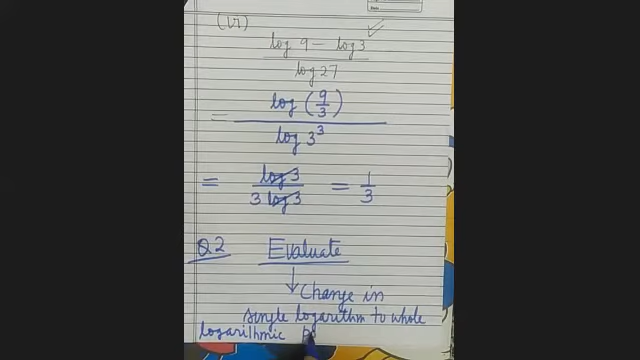 (vi)
log 9 – log 3
log 27
= log (9/3)
log 3³
= log 3 / 3 log 3 = 1/3
Q2 Evaluate
↓ Change in
single logarithm to whole
logarithmic